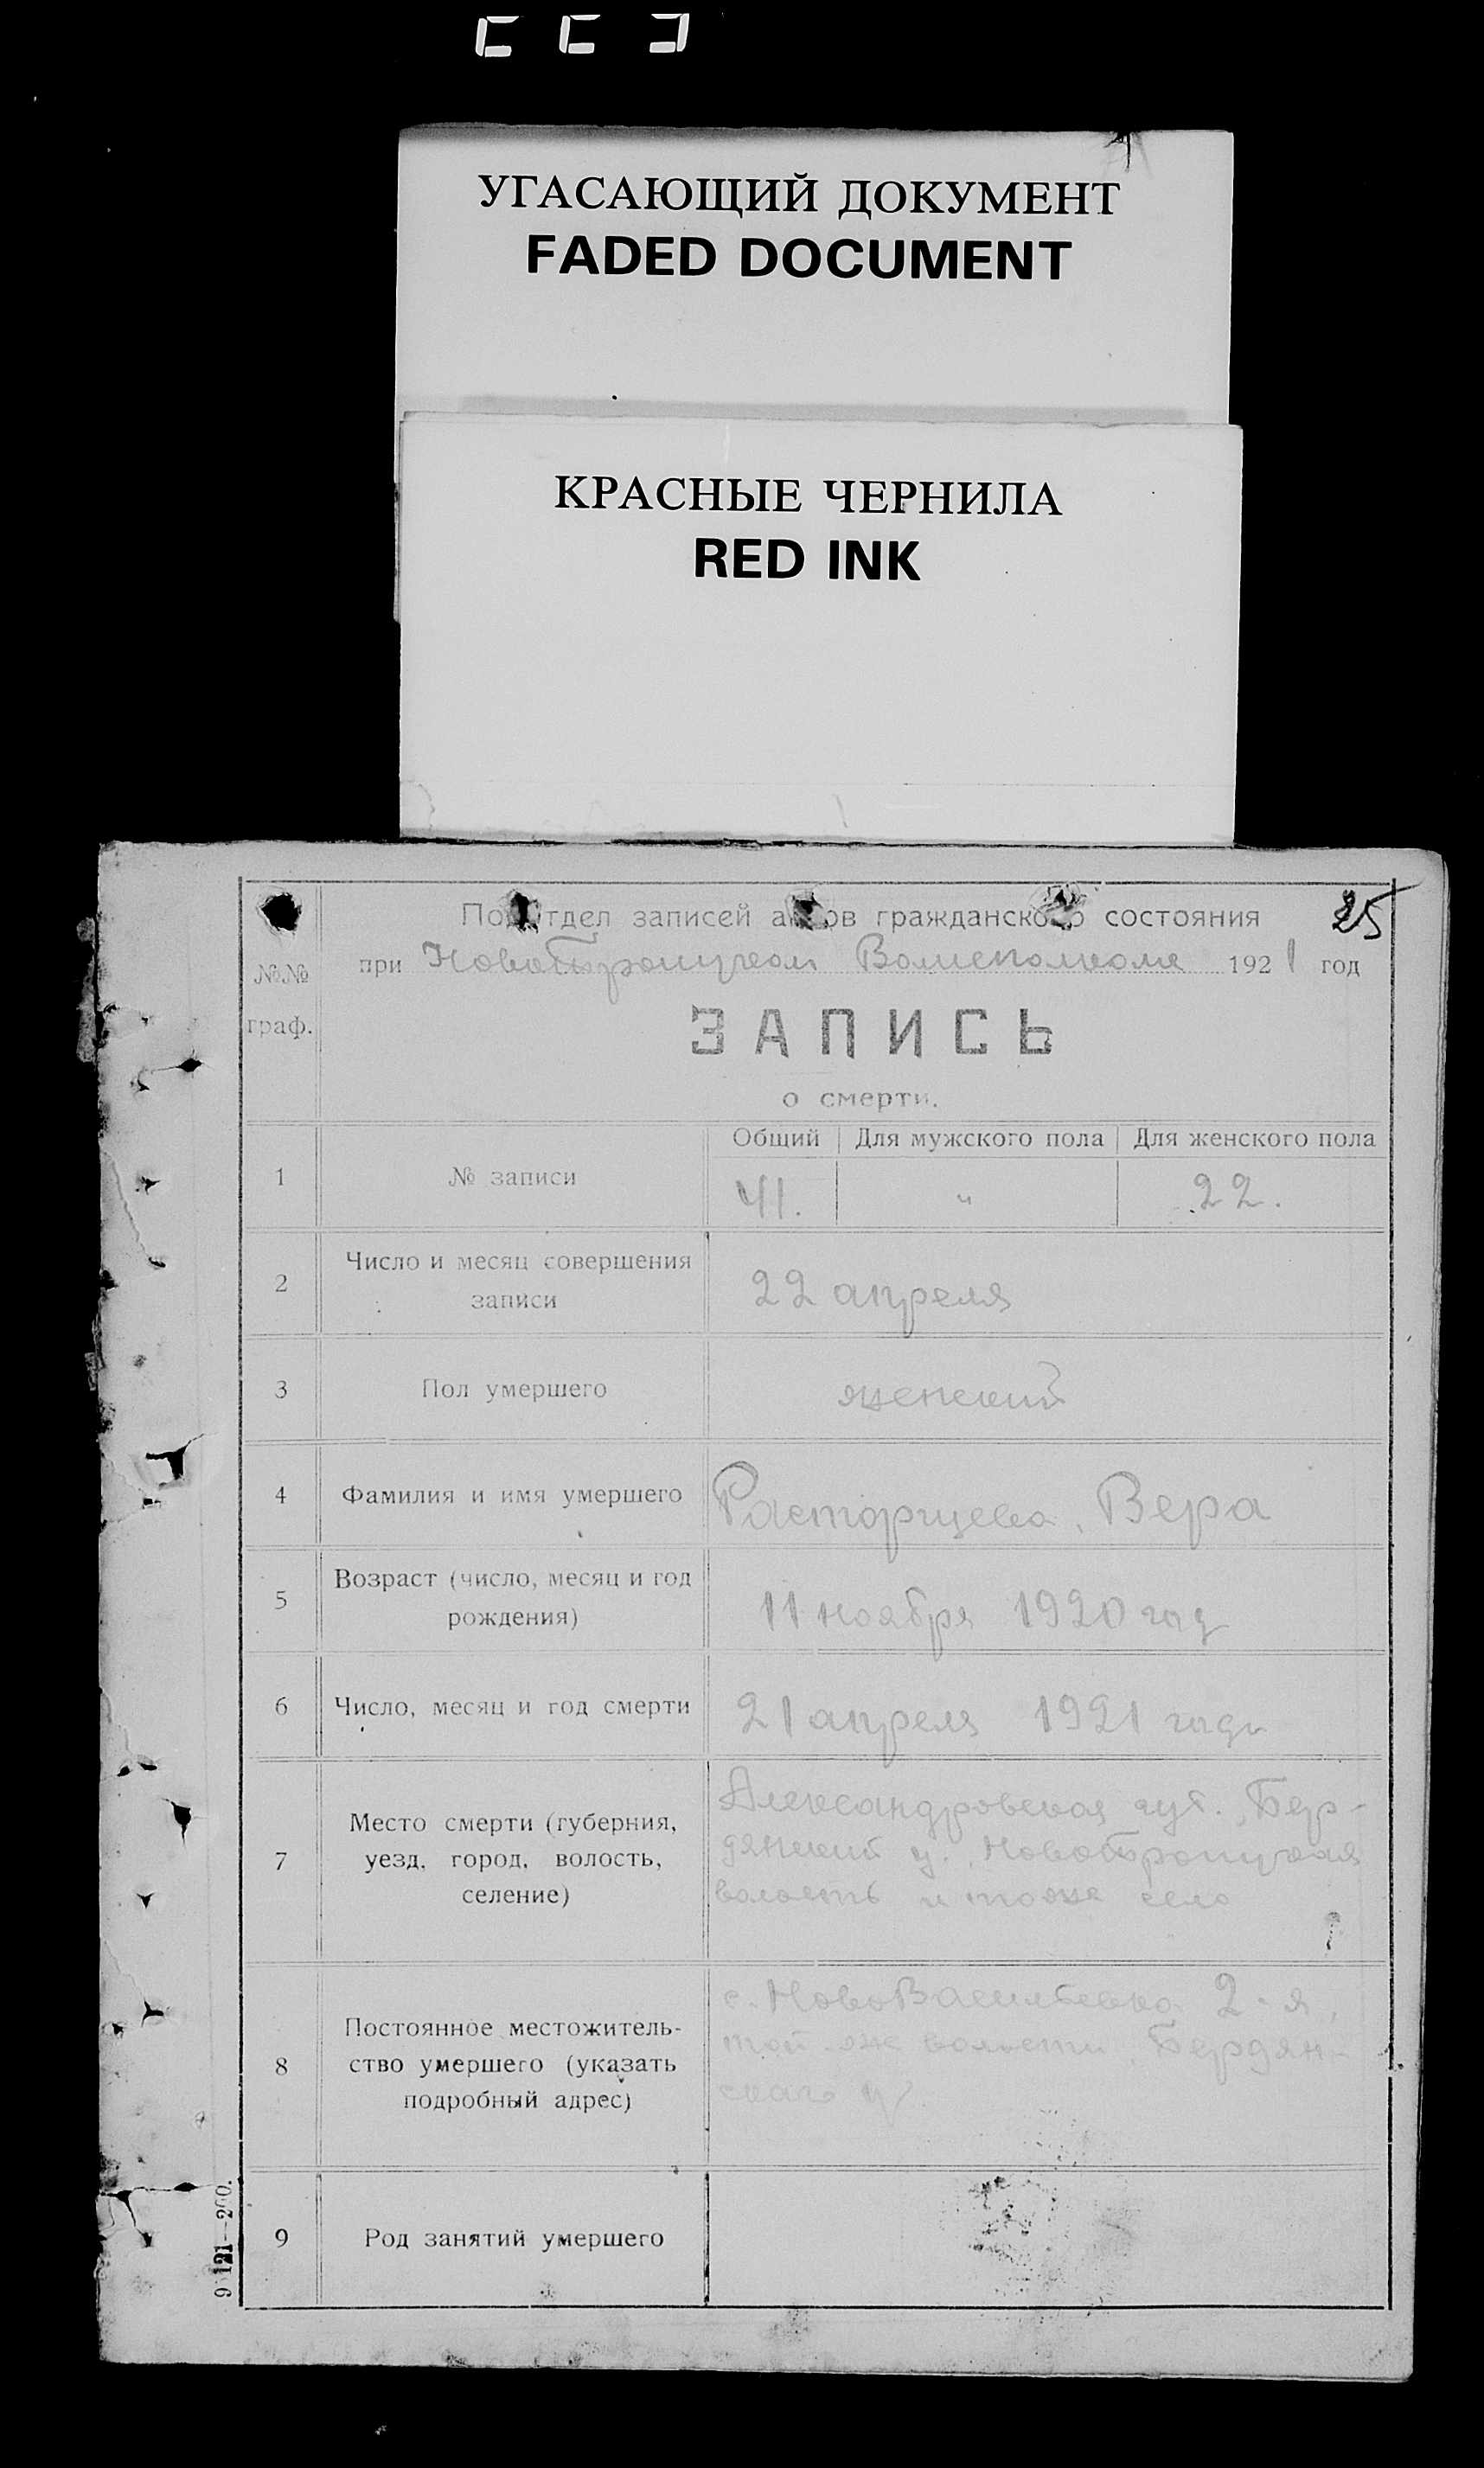 УГАСАЮЩИЙ ДОКУМЕНТ
FADED DOCUMENT
КРАСНЫЕ ЧЕРНИЛА
RED INK
25
Подотдел записей актов гражданского состояния
№№ граф.
при Волисполкоме 1921 год
ЗАПИСЬ
о смерти.
Общий Для мужского пола Для женского пола
1 № записи 41. " 22.
2 Число и месяц совершения
записи
22 апреля
3 Пол умершего женский
4 Фамилия и имя умершего Расторгцева, Вера
5 Возраст (число, месяц и год
рождения)
11 ноября 1920 год
6 Число, месяц и год смерти 21 апреля 1921 года
7 Место смерти (губерния,
уезд, город, волость,
селение)
Александровская губ. Бер-
дянский у.
волость и тоже село
8 Постоянное местожитель-
ство умершего (указать
подробный адрес)
с. НовоВасильевка 2-я,
той-же волости Бердян-
скаго у.
9 Род занятий умершего
9 121—200.